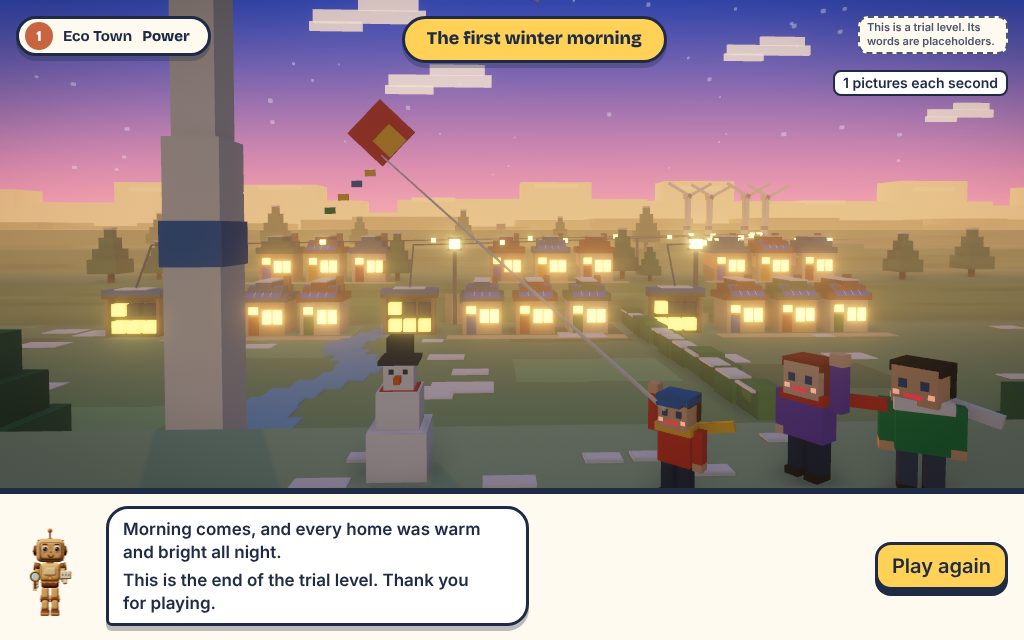 1 Eco Town Power
The first winter morning
This is a trial level. Its
words are placeholders.
1 pictures each second
Morning comes, and every home was warm
and bright all night.
This is the end of the trial level. Thank you
for playing.
Play again